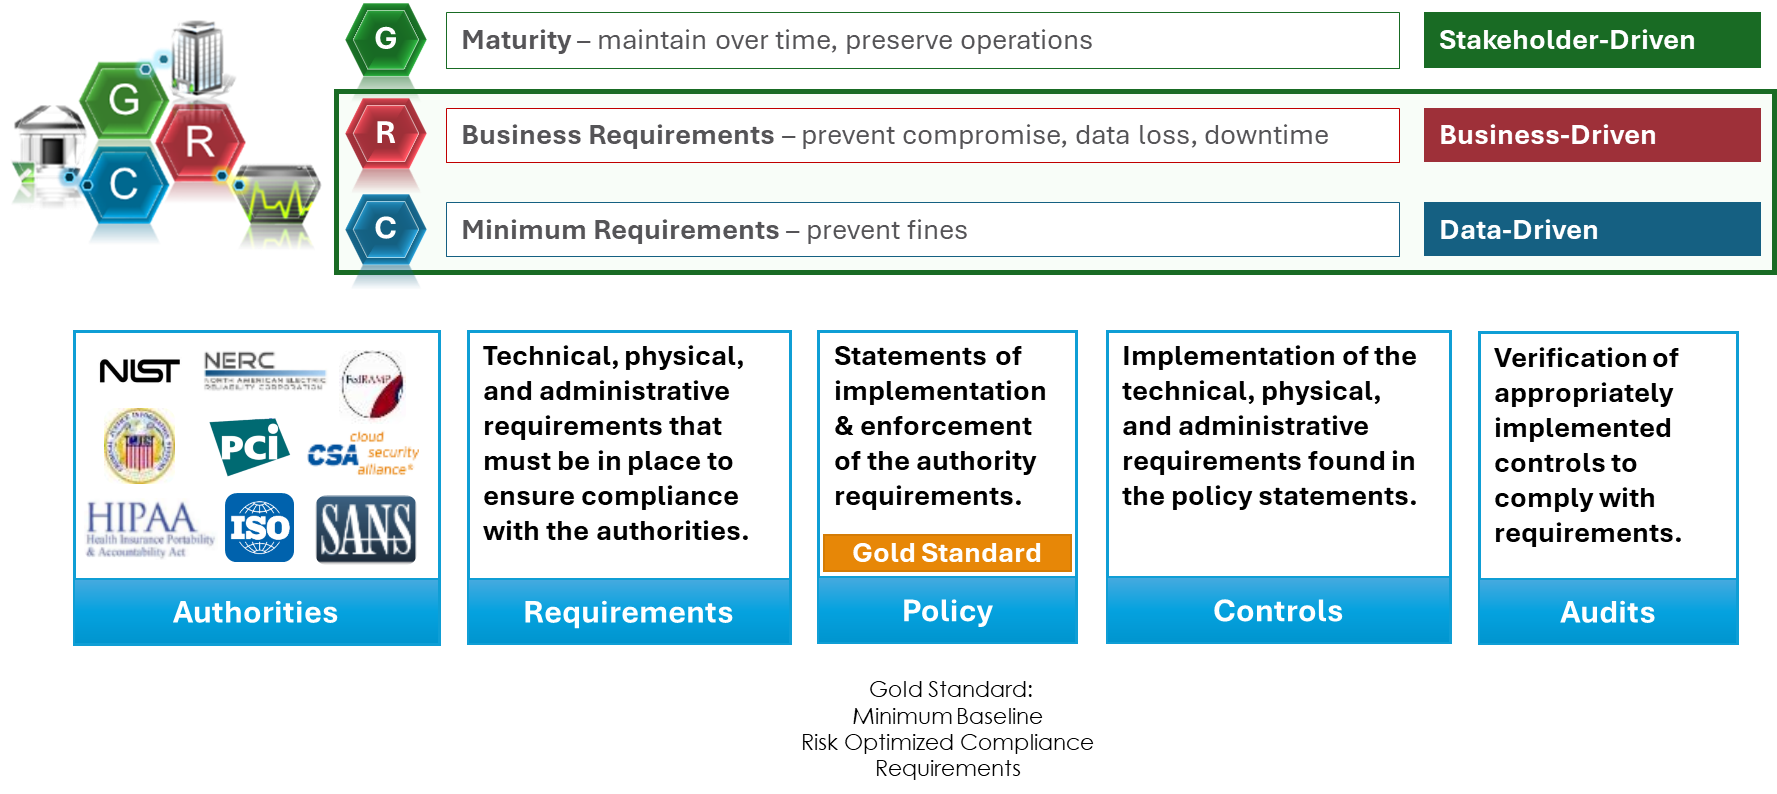 G
R
C
G Maturity – maintain over time, preserve operations Stakeholder-Driven
R Business Requirements – prevent compromise, data loss, downtime Business-Driven
C Minimum Requirements – prevent fines Data-Driven
NIST
NERC
NORTH AMERICAN ELECTRIC
RELIABILITY CORPORATION
FedRAMP
PCi
cloud
CSA security
alliance®
HIPAA
Health Insurance Portability
& Accountability Act
ISO
SANS
Authorities
Technical, physical,
and administrative
requirements that
must be in place to
ensure compliance
with the authorities.
Requirements
Statements of
implementation
& enforcement
of the authority
requirements.
Gold Standard
Policy
Implementation of the
technical, physical,
and administrative
requirements found in
the policy statements.
Controls
Verification of
appropriately
implemented
controls to
comply with
requirements.
Audits
Gold Standard:
Minimum Baseline
Risk Optimized Compliance
Requirements